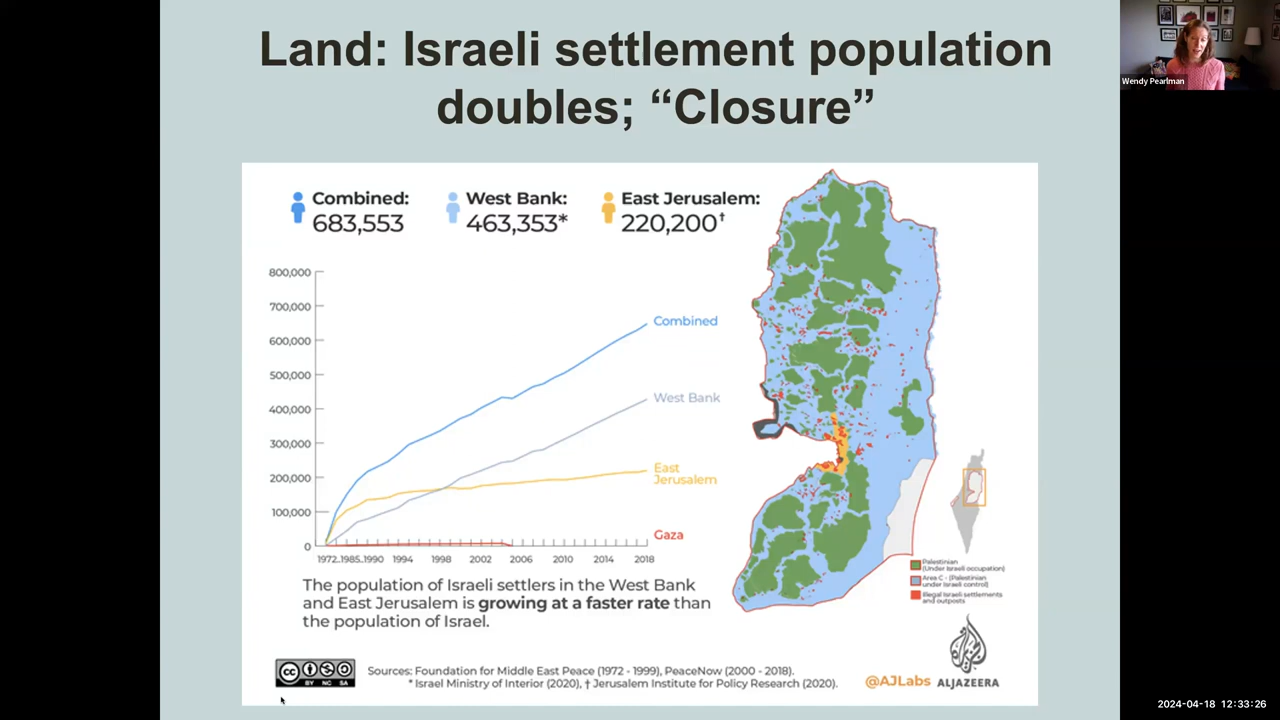 Land: Israeli settlement population
doubles; “Closure”
Wendy Pearlman
Combined:
683,553
West Bank:
463,353*
East Jerusalem:
220,200†
800,000
700,000
600,000
500,000
400,000
300,000
200,000
100,000
0
Combined
West Bank
East
Jerusalem
Gaza
1972..1985..1990 1994 1998 2002 2006 2010 2014 2018
The population of Israeli settlers in the West Bank
and East Jerusalem is growing at a faster rate than
the population of Israel.
Palestinian
(Under Israeli occupation)
Area C - (Palestinian
under Israeli control)
Illegal Israeli settlements
and outposts
CC BY NC SA
Sources: Foundation for Middle East Peace (1972 - 1999), PeaceNow (2000 - 2018).
* Israel Ministry of Interior (2020), † Jerusalem Institute for Policy Research (2020).
@AJLabs
ALJAZEERA
2024-04-18 12:33:26